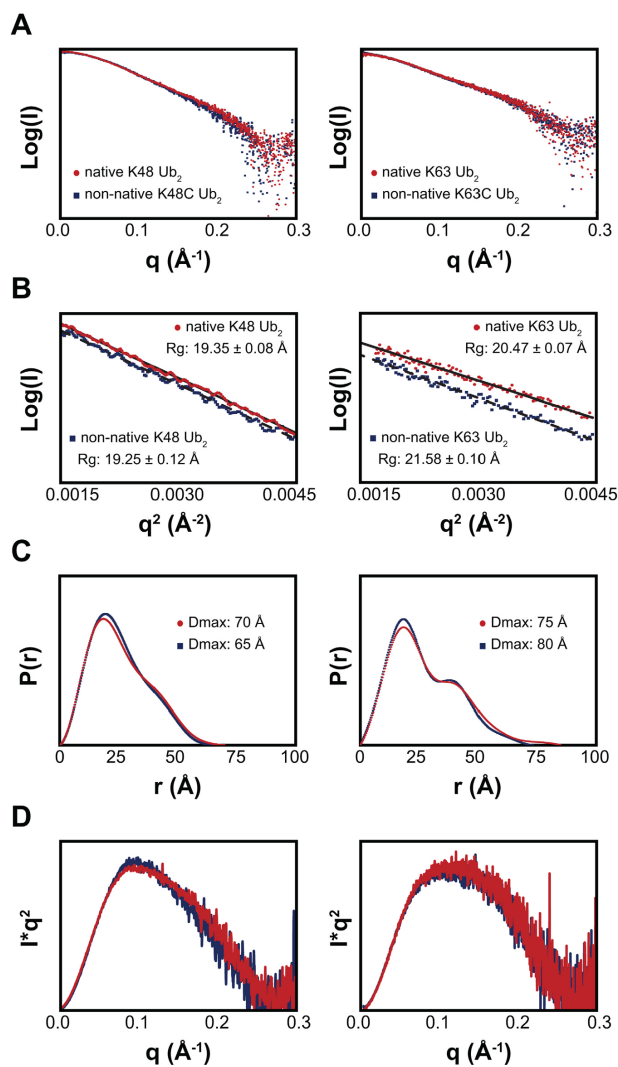 A
Log(I)
native K48 Ub2
non-native K48C Ub2
0.0 0.1 0.2 0.3
q (Å-1)
Log(I)
native K63 Ub2
non-native K63C Ub2
0.0 0.1 0.2 0.3
q (Å-1)
B
Log(I)
native K48 Ub2
Rg: 19.35 ± 0.08 Å
non-native K48 Ub2
Rg: 19.25 ± 0.12 Å
0.0015 0.0030 0.0045
q2 (Å-2)
Log(I)
native K63 Ub2
Rg: 20.47 ± 0.07 Å
non-native K63 Ub2
Rg: 21.58 ± 0.10 Å
0.0015 0.0030 0.0045
q2 (Å-2)
C
P(r)
Dmax: 70 Å
Dmax: 65 Å
0 25 50 75 100
r (Å)
P(r)
Dmax: 75 Å
Dmax: 80 Å
0 25 50 75 100
r (Å)
D
I*q2
0.0 0.1 0.2 0.3
q (Å-1)
I*q2
0.0 0.1 0.2 0.3
q (Å-1)